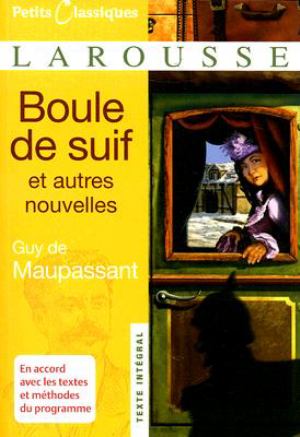 Petits Classiques
LAROUSSE
Boule
de suif
et autres
nouvelles
Guy de
Maupassant
TEXTE INTÉGRAL
En accord
avec les textes
et méthodes
du programme